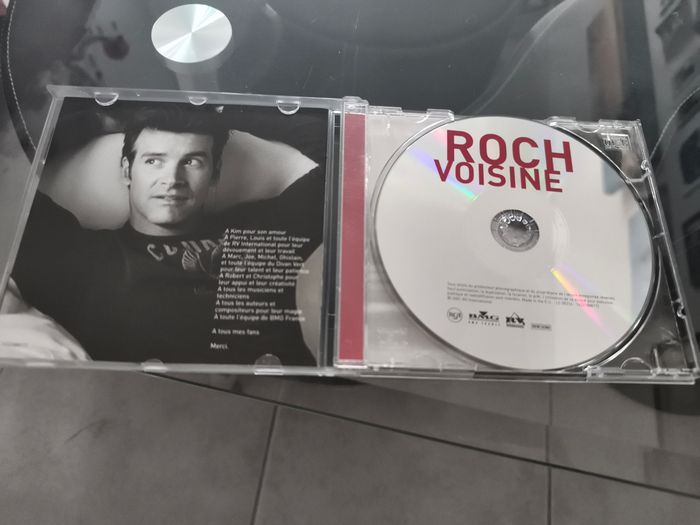 A Kim pour son amour
A Pierre, Louis et toute l'équipe
de RV International pour leur
dévouement et leur travail
A Marc, Joe, Michel, Ghislain,
et toute l'équipe du Divan Vert
pour leur talent et leur patience
A Robert et Christophe pour
leur appui et leur créativité
A tous les musiciens et
techniciens
A tous les auteurs et
compositeurs pour leur magie
A toute l'équipe de BMG France
A tous mes fans
Merci.
ROCH
VOISINE
BMG
RV